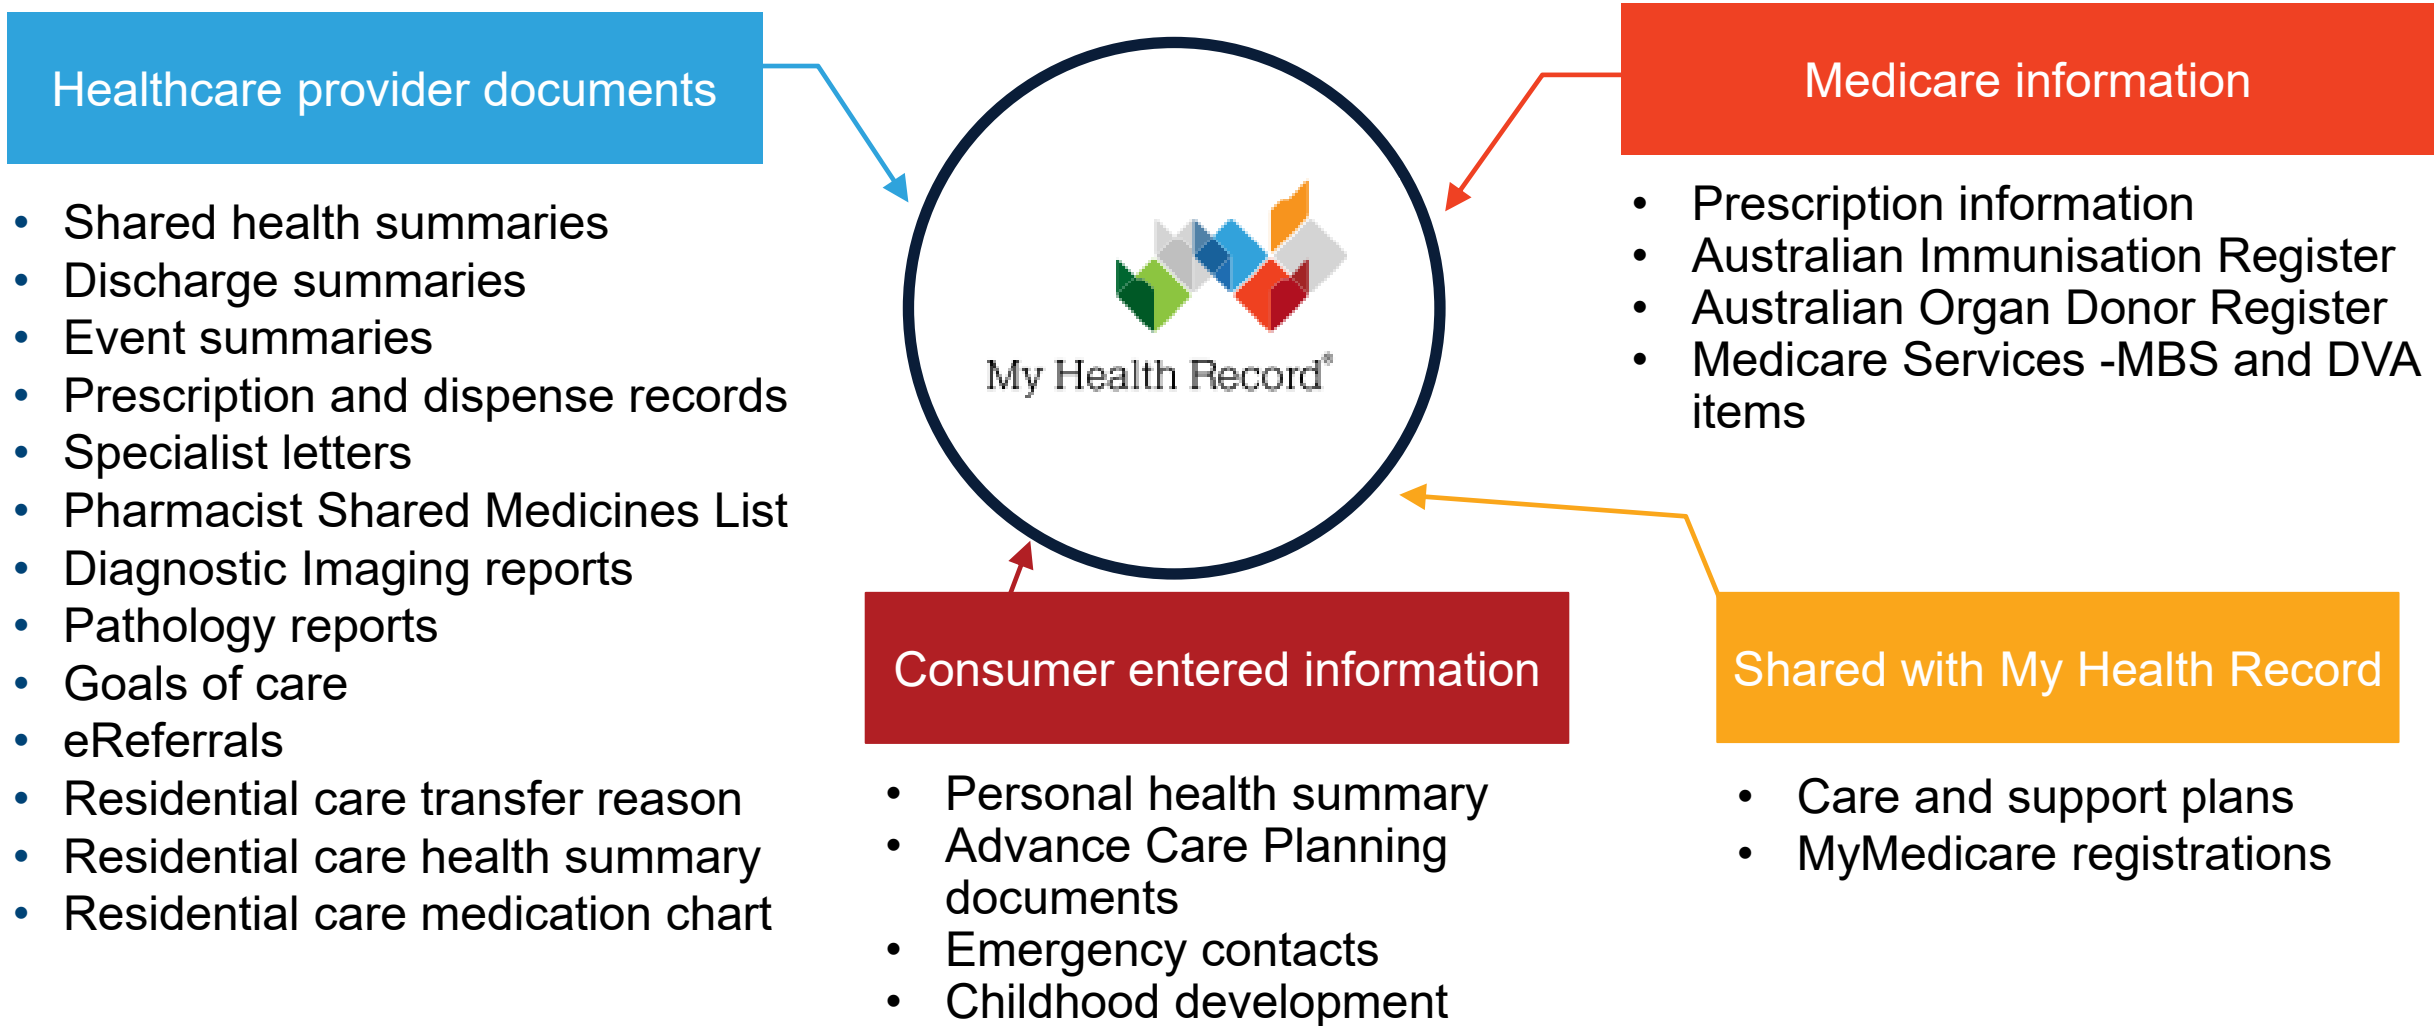 Healthcare provider documents
• Shared health summaries
• Discharge summaries
• Event summaries
• Prescription and dispense records
• Specialist letters
• Pharmacist Shared Medicines List
• Diagnostic Imaging reports
• Pathology reports
• Goals of care
• eReferrals
• Residential care transfer reason
• Residential care health summary
• Residential care medication chart
My Health Record®
Medicare information
• Prescription information
• Australian Immunisation Register
• Australian Organ Donor Register
• Medicare Services -MBS and DVA
items
Consumer entered information
• Personal health summary
• Advance Care Planning
documents
• Emergency contacts
• Childhood development
Shared with My Health Record
• Care and support plans
• MyMedicare registrations